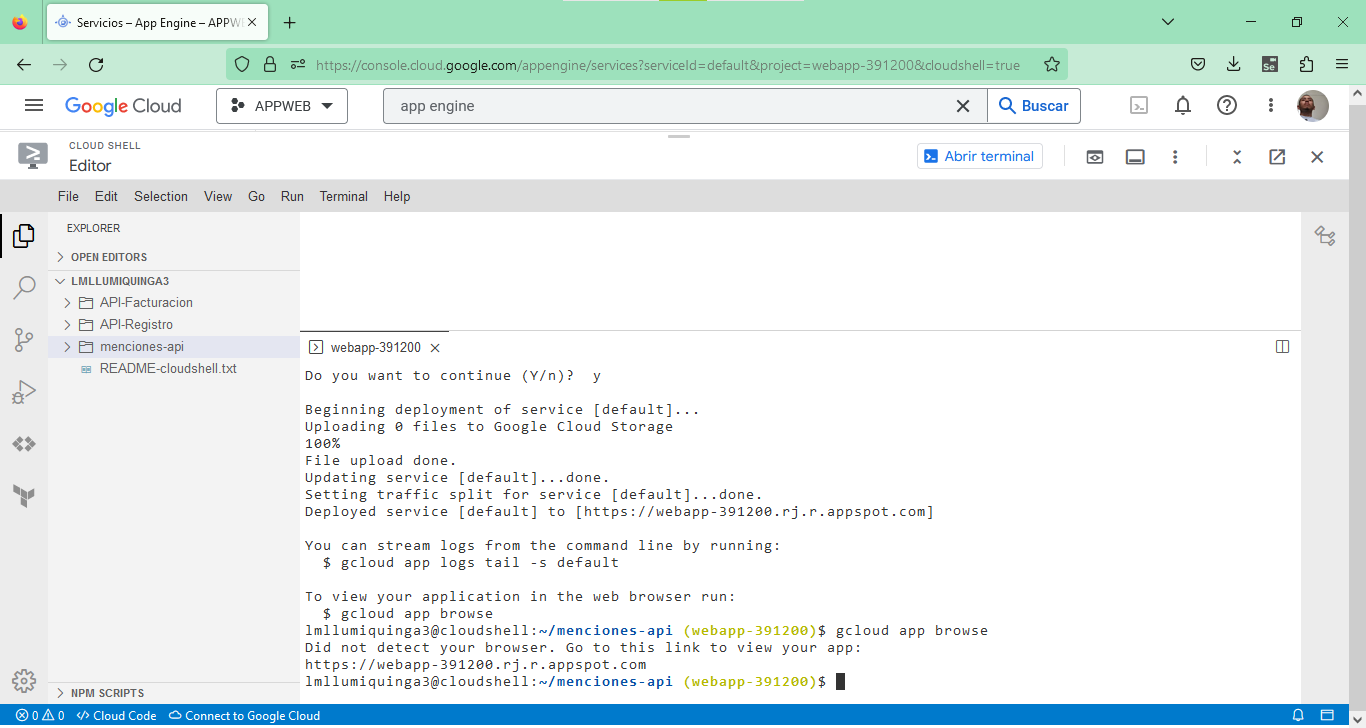 Servicios – App Engine – APPW
https://console.cloud.google.com/appengine/services?serviceId=default&project=webapp-391200&cloudshell=true
Se
Google Cloud
APPWEB
app engine
Buscar
CLOUD SHELL
Editor
Abrir terminal
File Edit Selection View Go Run Terminal Help
EXPLORER
OPEN EDITORS
LMLLUMIQUINGA3
API-Facturacion
API-Registro
menciones-api
README-cloudshell.txt
NPM SCRIPTS
webapp-391200
Do you want to continue (Y/n)?  y
Beginning deployment of service [default]...
Uploading 0 files to Google Cloud Storage
100%
File upload done.
Updating service [default]...done.
Setting traffic split for service [default]...done.
Deployed service [default] to [https://webapp-391200.rj.r.appspot.com]
You can stream logs from the command line by running:
$ gcloud app logs tail -s default
To view your application in the web browser run:
$ gcloud app browse
lmllumiquinga3@cloudshell:~/menciones-api (webapp-391200)$ gcloud app browse
Did not detect your browser. Go to this link to view your app:
https://webapp-391200.rj.r.appspot.com
lmllumiquinga3@cloudshell:~/menciones-api (webapp-391200)$
0 0 Cloud Code Connect to Google Cloud